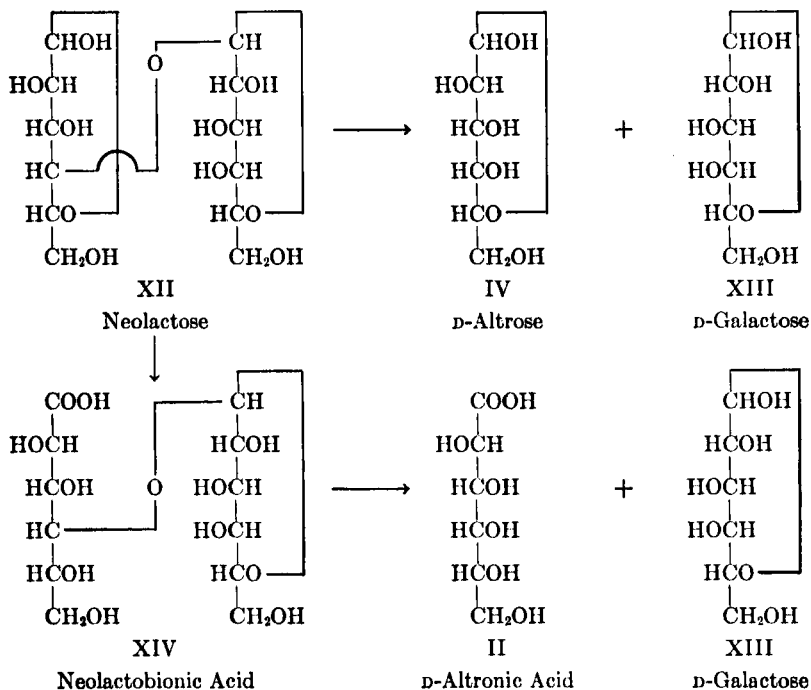 CHOH CH CHOH CHOH
O
HOCH HCOH HOCH HCOH
HCOH HOCH HCOH HOCH
HC HOCH HCOH + HOCH
HCO HCO HCO HCO
CH₂OH CH₂OH CH₂OH CH₂OH
XII IV XIII
Neolactose D-Altrose D-Galactose
COOH CH COOH CHOH
HOCH HCOH HOCH HCOH
HCOH O HOCH HCOH + HOCH
HC HOCH HCOH HOCH
HCOH HCO HCOH HCO
CH₂OH CH₂OH CH₂OH CH₂OH
XIV II XIII
Neolactobionic Acid D-Altronic Acid D-Galactose